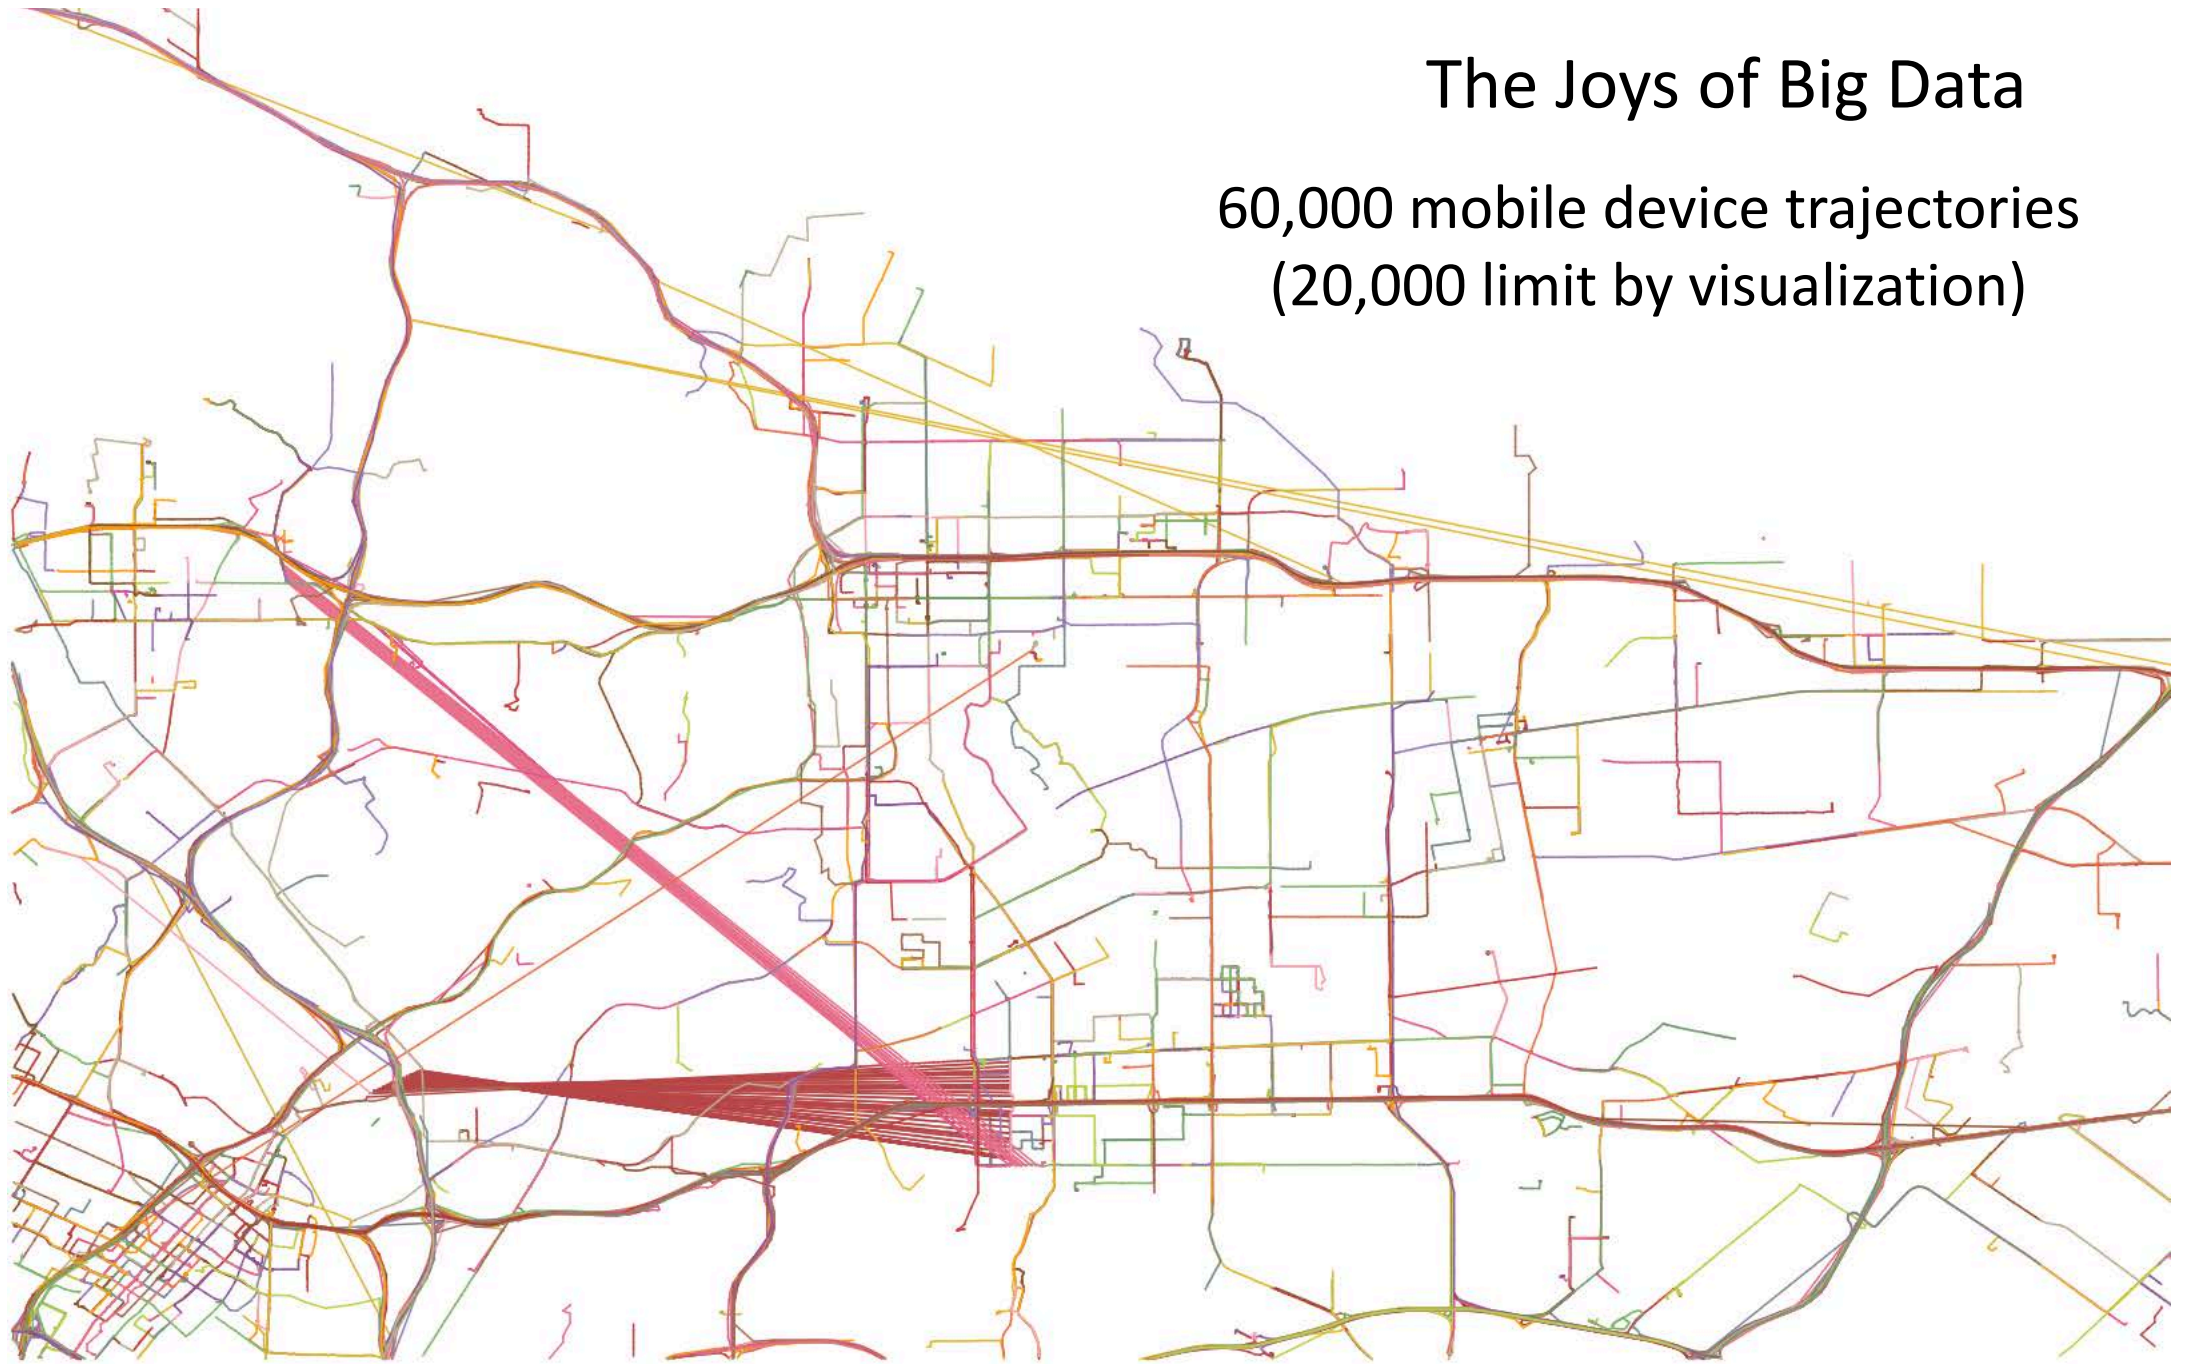 The Joys of Big Data
60,000 mobile device trajectories
(20,000 limit by visualization)